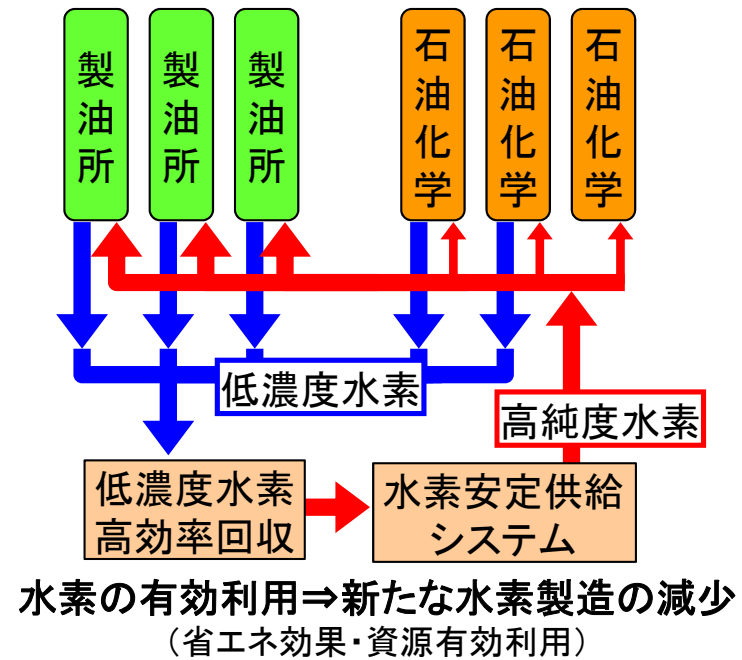 製油所
製油所
製油所
石油化学
石油化学
石油化学
低濃度水素
高純度水素
低濃度水素
高効率回収
水素安定供給
システム
水素の有効利用⇒新たな水素製造の減少
（省エネ効果・資源有効利用）